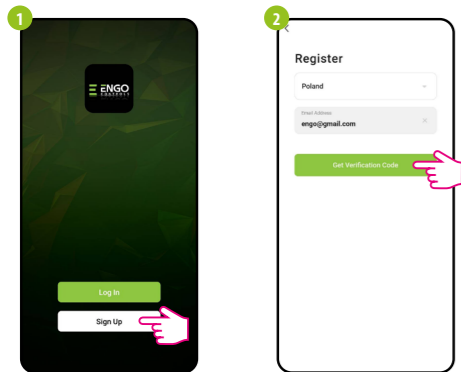 1
ENGO
CONTROLS
Log In
Sign Up
2
Register
Poland
Email Address
engo@gmail.com
Get Verification Code